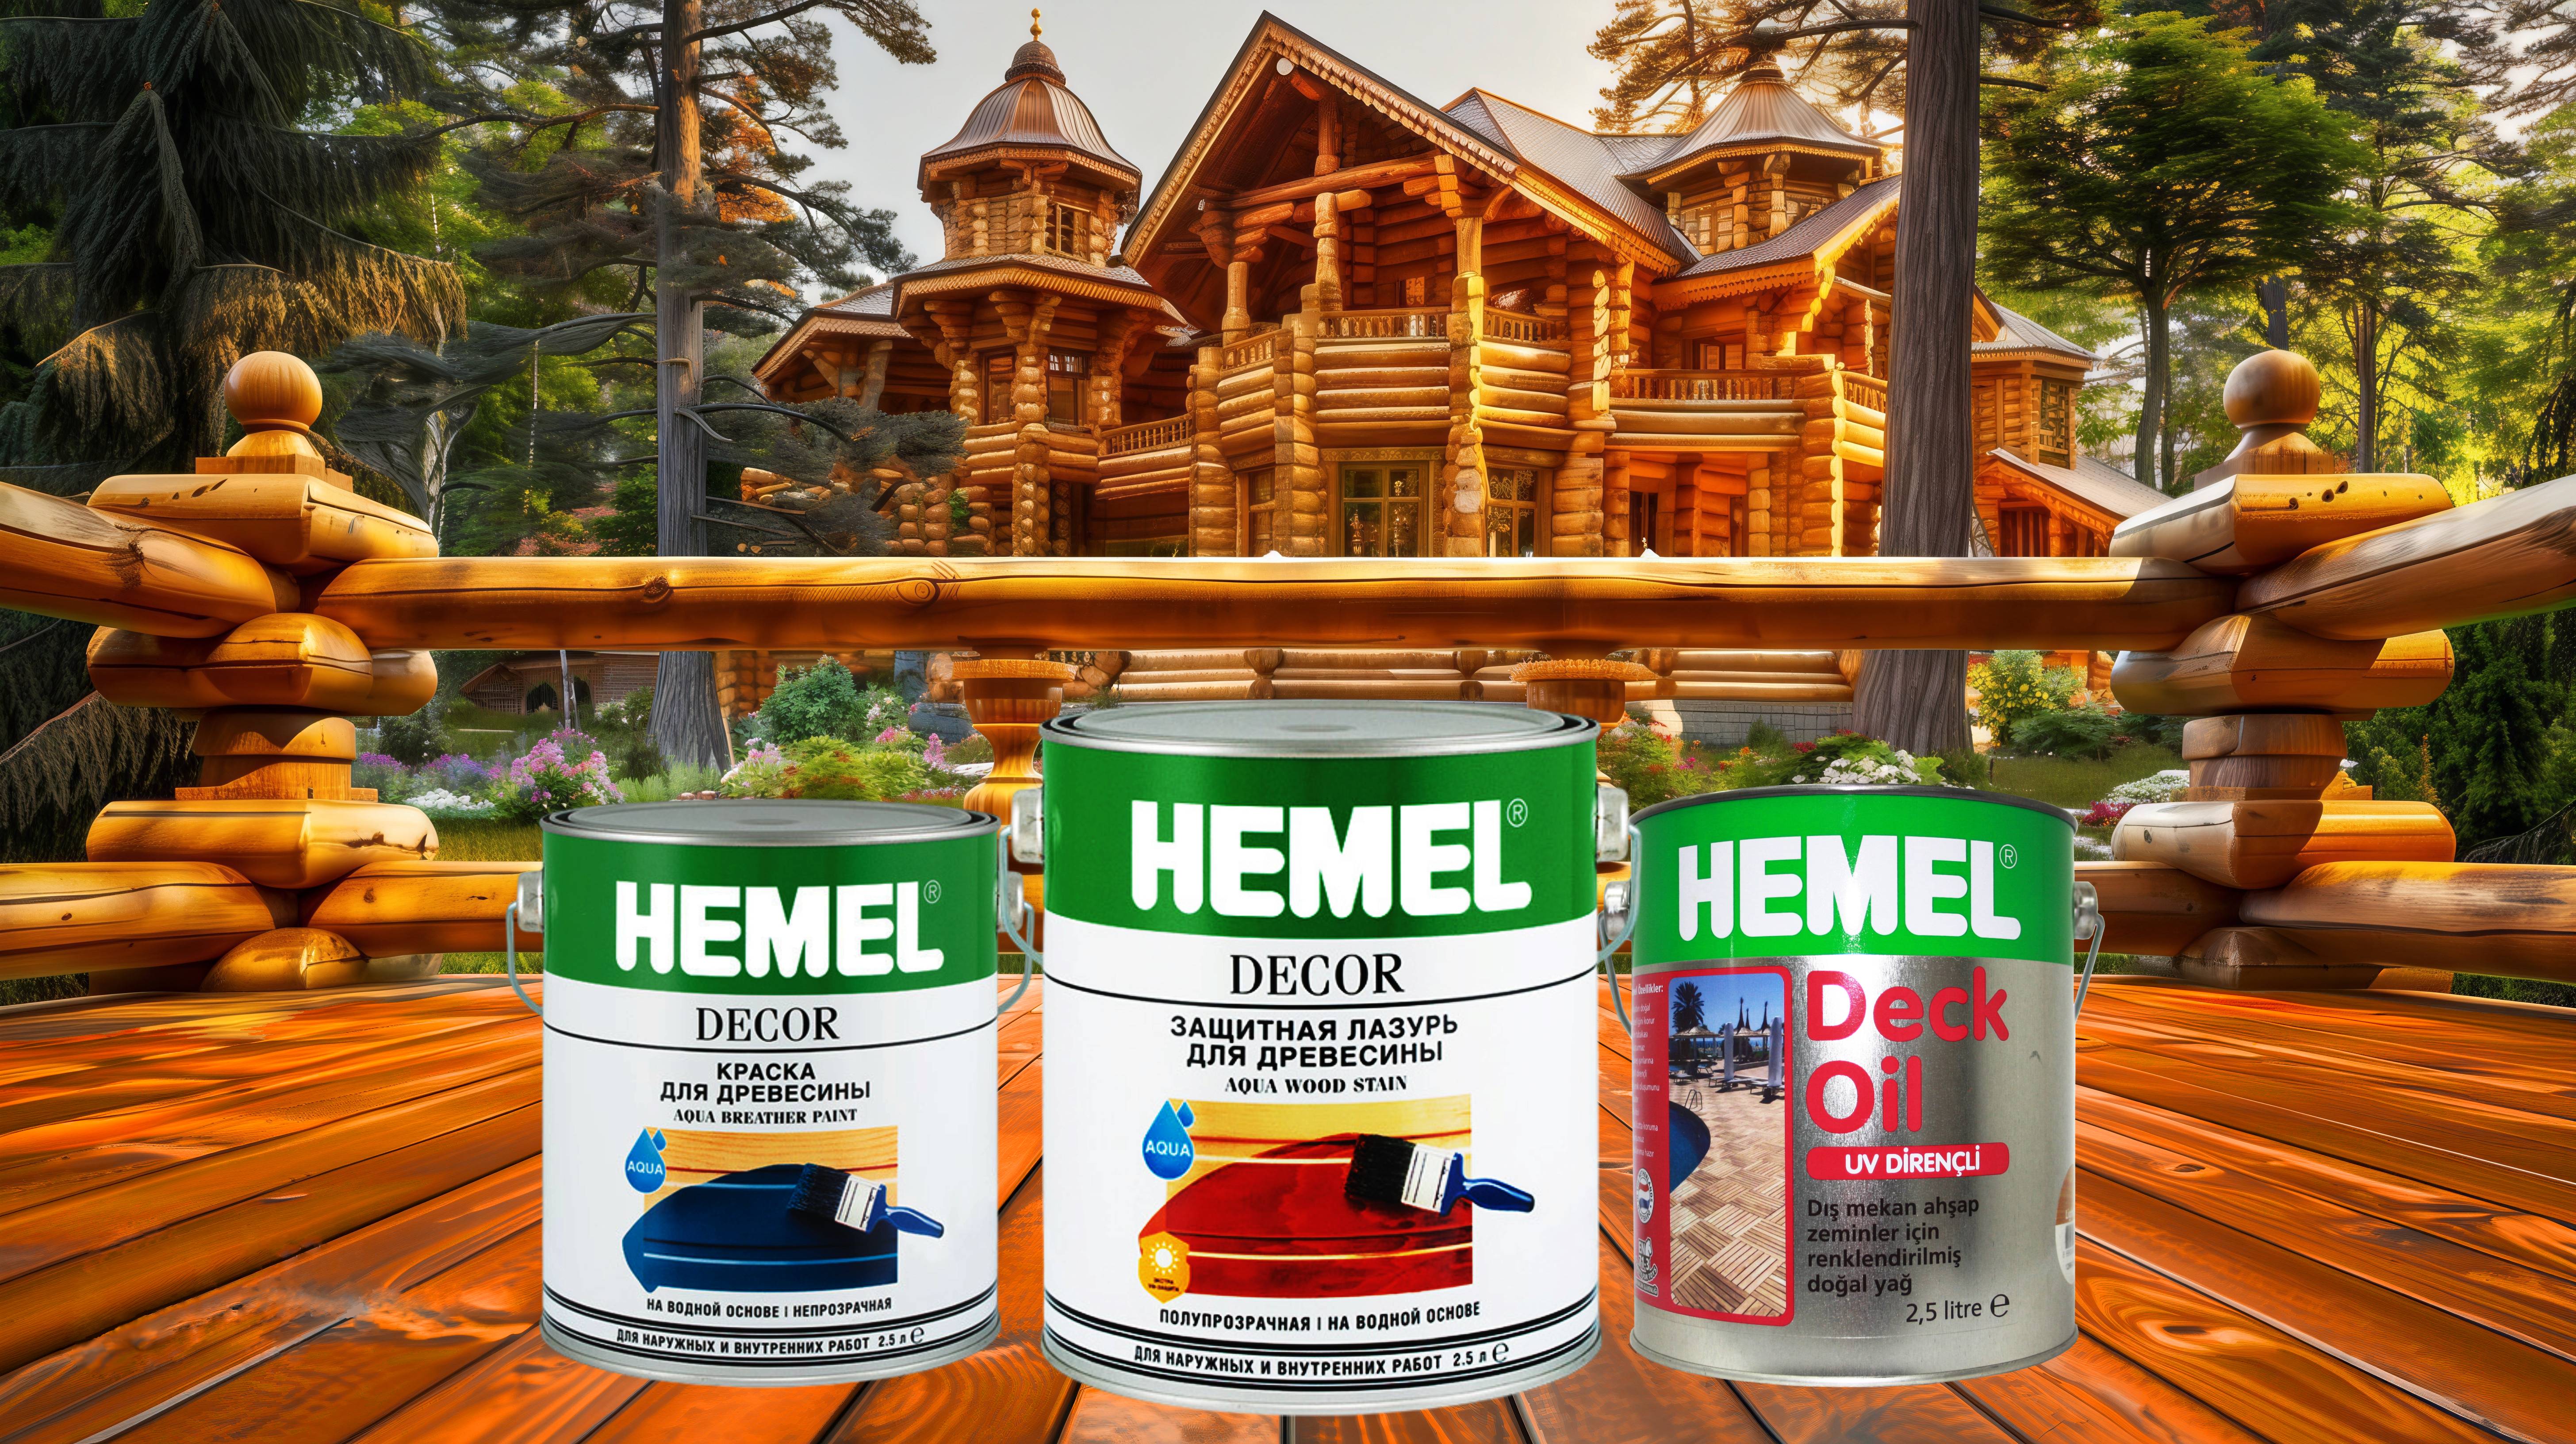 HEMEL®
DECOR
КРАСКА
ДЛЯ ДРЕВЕСИНЫ
AQUA BREATHER PAINT
AQUA
НА ВОДНОЙ ОСНОВЕ | НЕПРОЗРАЧНАЯ
ДЛЯ НАРУЖНЫХ И ВНУТРЕННИХ РАБОТ 2.5 л ℮
HEMEL®
DECOR
ЗАЩИТНАЯ ЛАЗУРЬ
ДЛЯ ДРЕВЕСИНЫ
AQUA WOOD STAIN
AQUA
ЭКСТРА
ПОЛУПРОЗРАЧНАЯ | НА ВОДНОЙ ОСНОВЕ
ДЛЯ НАРУЖНЫХ И ВНУТРЕННИХ РАБОТ 2.5 л ℮
HEMEL®
Özellikler:
Deck
Oil
UV DİRENÇLİ
Dış mekan ahşap
zeminler için
renklendirilmiş
doğal yağ
2,5 litre ℮